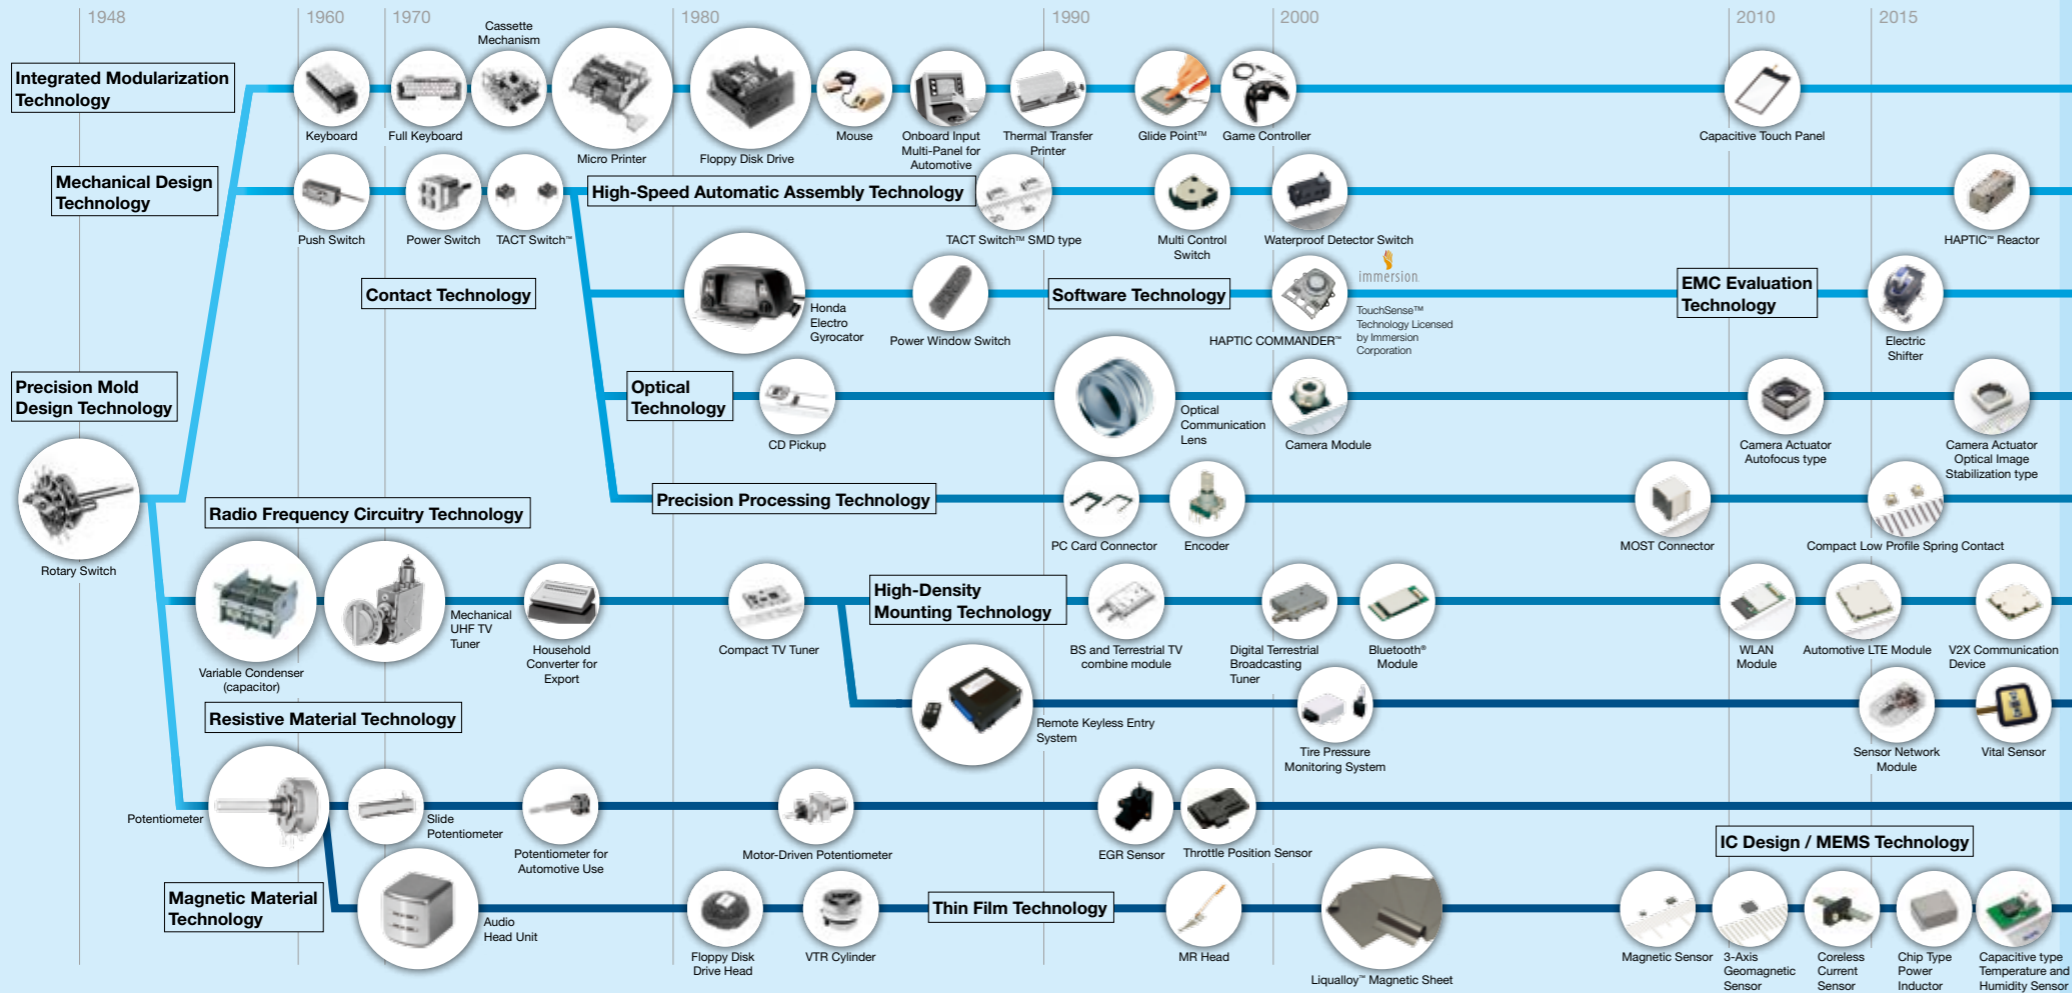 1948
1960
1970
1980
1990
2000
2010
2015
Integrated Modularization
Technology
Keyboard
Full Keyboard
Cassette
Mechanism
Micro Printer
Floppy Disk Drive
Mouse
Onboard Input
Multi-Panel for
Automotive
Thermal Transfer
Printer
Glide Point™
Game Controller
Capacitive Touch Panel
Mechanical Design
Technology
Push Switch
Power Switch
TACT Switch™
High-Speed Automatic Assembly Technology
TACT Switch™ SMD type
Multi Control
Switch
Waterproof Detector Switch
HAPTIC™ Reactor
Contact Technology
Honda
Electro
Gyrocator
Power Window Switch
Software Technology
HAPTIC COMMANDER™
immersion
TouchSense™
Technology Licensed
by Immersion
Corporation
EMC Evaluation
Technology
Electric
Shifter
Precision Mold
Design Technology
Rotary Switch
Optical
Technology
CD Pickup
Optical
Communication
Lens
Camera Module
Camera Actuator
Autofocus type
Camera Actuator
Optical Image
Stabilization type
Precision Processing Technology
PC Card Connector
Encoder
MOST Connector
Compact Low Profile Spring Contact
Radio Frequency Circuitry Technology
Variable Condenser
(capacitor)
Mechanical
UHF TV
Tuner
Household
Converter for
Export
Compact TV Tuner
High-Density
Mounting Technology
BS and Terrestrial TV
combine module
Digital Terrestrial
Broadcasting
Tuner
Bluetooth®
Module
WLAN
Module
Automotive LTE Module
V2X Communication
Device
Remote Keyless Entry
System
Tire Pressure
Monitoring System
Sensor Network
Module
Vital Sensor
Resistive Material Technology
Potentiometer
Slide
Potentiometer
Potentiometer for
Automotive Use
Motor-Driven Potentiometer
EGR Sensor
Throttle Position Sensor
IC Design / MEMS Technology
Magnetic Material
Technology
Audio
Head Unit
Floppy Disk
Drive Head
VTR Cylinder
Thin Film Technology
MR Head
Liqualloy™ Magnetic Sheet
Magnetic Sensor
3-Axis
Geomagnetic
Sensor
Coreless
Current
Sensor
Chip Type
Power
Inductor
Capacitive type
Temperature and
Humidity Sensor